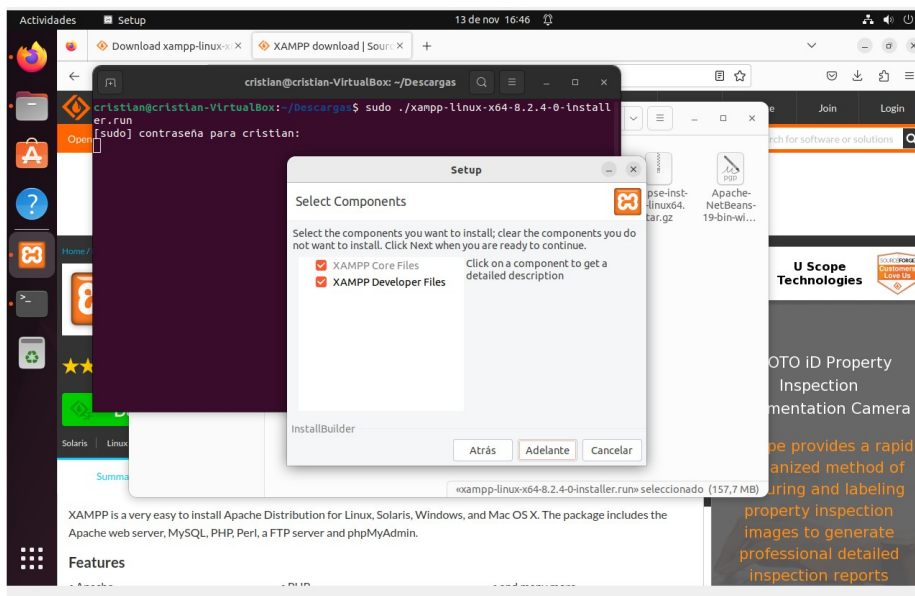 Actividades
Setup
13 de nov 16:46
Download xampp-linux-x
XAMPP download | Sourc
cristian@cristian-VirtualBox: ~/Descargas
cristian@cristian-VirtualBox:~/Descargas$ sudo ./xampp-linux-x64-8.2.4-0-install
er.run
[sudo] contraseña para cristian:
Join
Login
Open
rch for software or solutions
Setup
Select Components
Select the components you want to install; clear the components you do
not want to install. Click Next when you are ready to continue.
XAMPP Core Files
XAMPP Developer Files
Click on a component to get a
detailed description
InstallBuilder
Atrás
Adelante
Cancelar
pse-inst-
-linux64.
tar.gz
PGP
Apache-
NetBeans-
19-bin-wi...
Home /
U Scope
Technologies
SOURCEFORGE
Customers
Love Us
OTO iD Property
Inspection
mentation Camera
pe provides a rapid
anized method of
uring and labeling
property inspection
images to generate
professional detailed
inspection reports
Solaris
Linux
Summa
«xampp-linux-x64-8.2.4-0-installer.run» seleccionado (157,7 MB)
XAMPP is a very easy to install Apache Distribution for Linux, Solaris, Windows, and Mac OS X. The package includes the
Apache web server, MySQL, PHP, Perl, a FTP server and phpMyAdmin.
Features